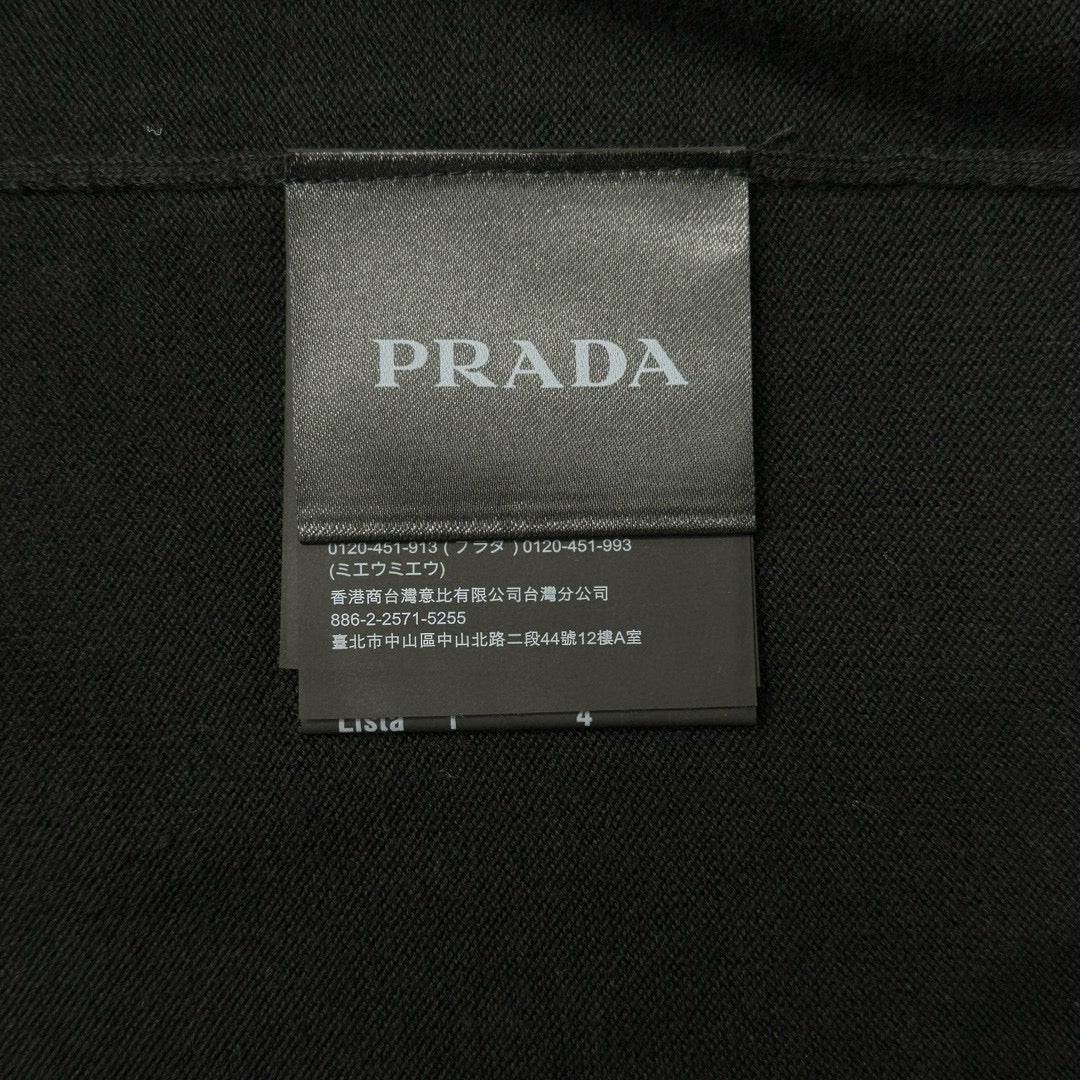 PRADA
0120-451-913 ( プラダ ) 0120-451-993
(ミエウミエウ)
香港商台灣意比有限公司台灣分公司
886-2-2571-5255
臺北市中山區中山北路二段44號12樓A室
Lista 4